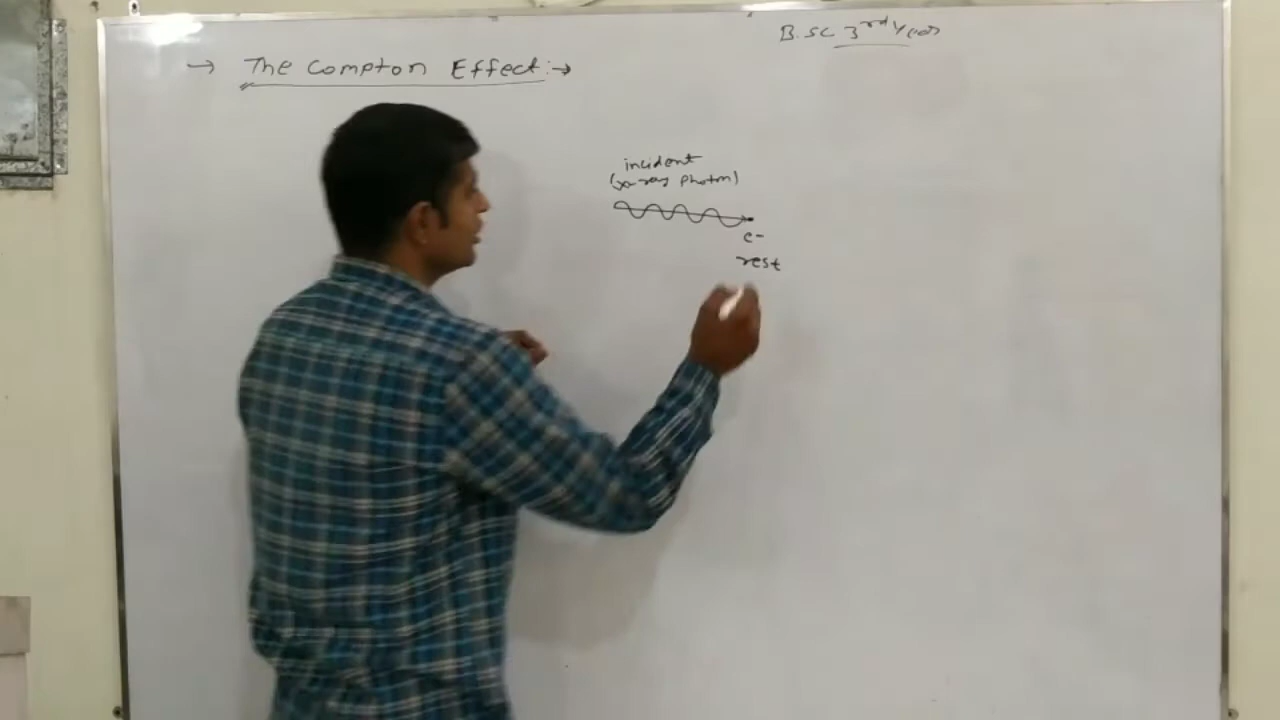 B.Sc 3rd Year
→ The Compton Effect :→
incident
(x-ray photon)
e-
rest